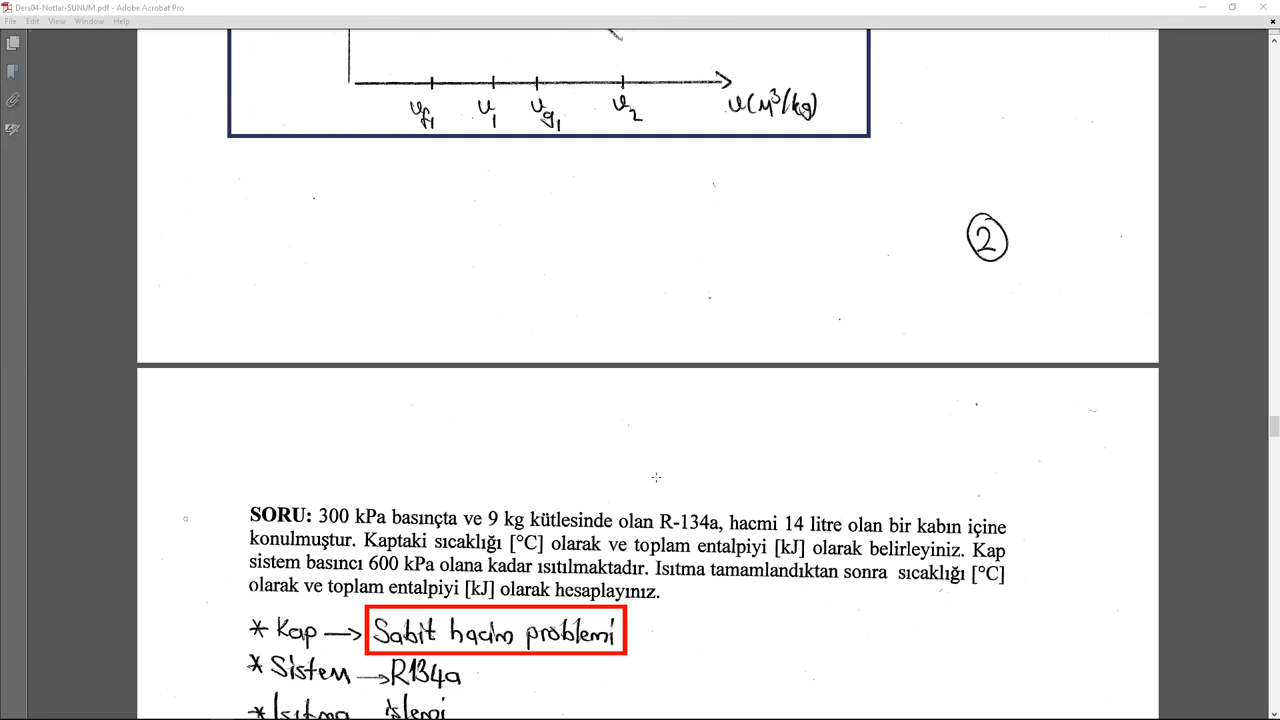 Ders04-Notlar-SUNUM.pdf - Adobe Acrobat Pro
File Edit View Window Help
υf1 υ1 υg1 υ2 υ(m³/kg)
2
SORU: 300 kPa basınçta ve 9 kg kütlesinde olan R-134a, hacmi 14 litre olan bir kabın içine
konulmuştur. Kaptaki sıcaklığı [°C] olarak ve toplam entalpiyi [kJ] olarak belirleyiniz. Kap
sistem basıncı 600 kPa olana kadar ısıtılmaktadır. Isıtma tamamlandıktan sonra sıcaklığı [°C]
olarak ve toplam entalpiyi [kJ] olarak hesaplayınız.
* Kap → Sabit hacim problemi
* Sistem → R134a
* Isıtma işlemi